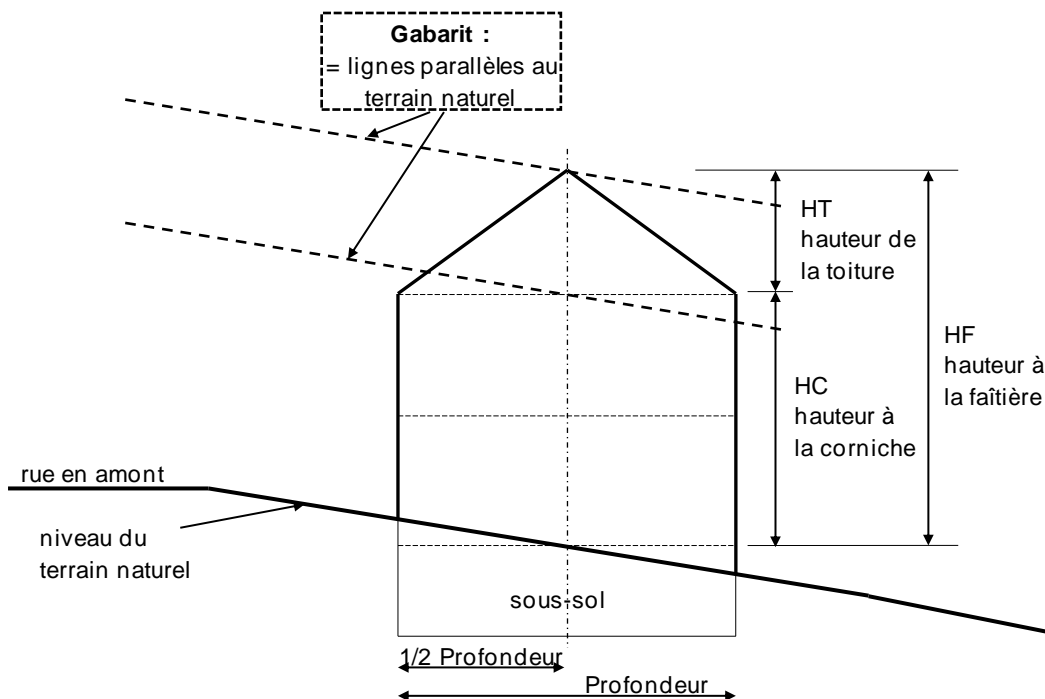 Gabarit :
= lignes parallèles au
terrain naturel
HT
hauteur de
la toiture
HF
hauteur à
la faîtière
HC
hauteur à
la corniche
rue en amont
niveau du
terrain naturel
sous-sol
1/2 Profondeur
Profondeur